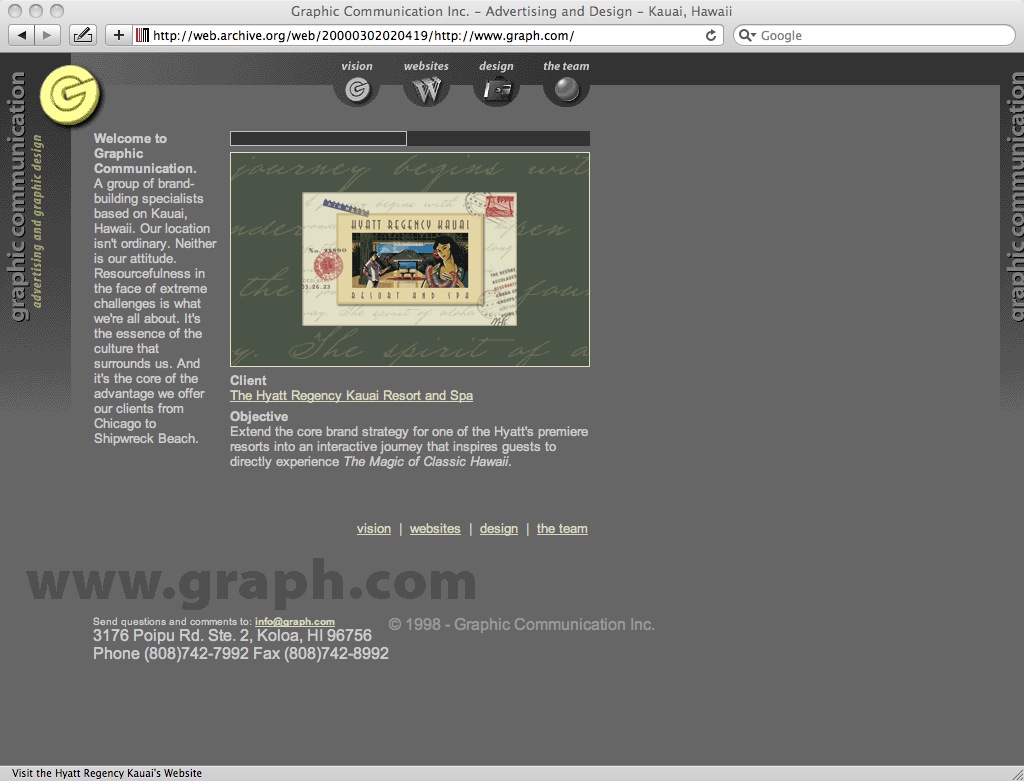 Graphic Communication Inc. – Advertising and Design – Kauai, Hawaii
http://web.archive.org/web/20000302020419/http://www.graph.com/
Google
vision websites design the team
graphic communication
advertising and graphic design
graphic communication
Welcome to
Graphic
Communication.
A group of brand-
building specialists
based on Kauai,
Hawaii. Our location
isn't ordinary. Neither
is our attitude.
Resourcefulness in
the face of extreme
challenges is what
we're all about. It's
the essence of the
culture that
surrounds us. And
it's the core of the
advantage we offer
our clients from
Chicago to
Shipwreck Beach.
journey begins wit
HYATT REGENCY KAUAI
RESORT AND SPA
the
y. The spirit of a
Client
The Hyatt Regency Kauai Resort and Spa
Objective
Extend the core brand strategy for one of the Hyatt's premiere
resorts into an interactive journey that inspires guests to
directly experience The Magic of Classic Hawaii.
vision | websites | design | the team
www.graph.com
Send questions and comments to: info@graph.com
3176 Poipu Rd. Ste. 2, Koloa, HI 96756
Phone (808)742-7992 Fax (808)742-8992
© 1998 - Graphic Communication Inc.
Visit the Hyatt Regency Kauai's Website